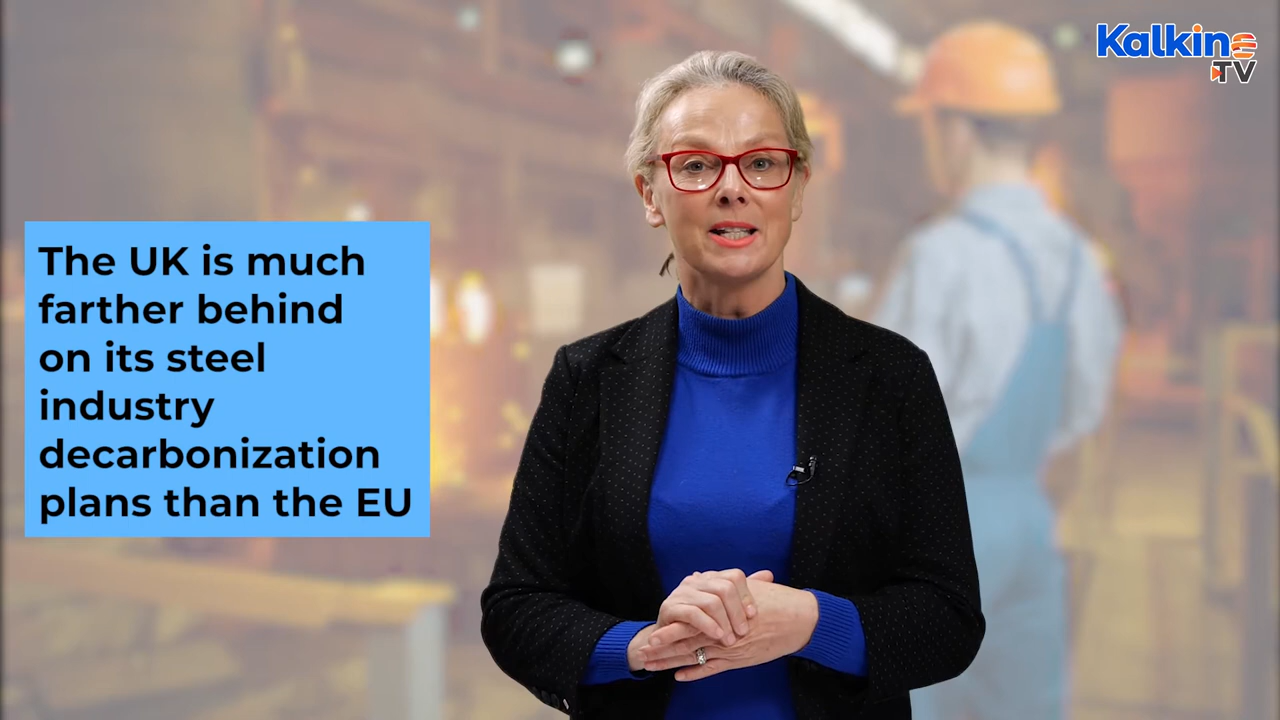 Kalkine
TV
The UK is much
farther behind
on its steel
industry
decarbonization
plans than the EU